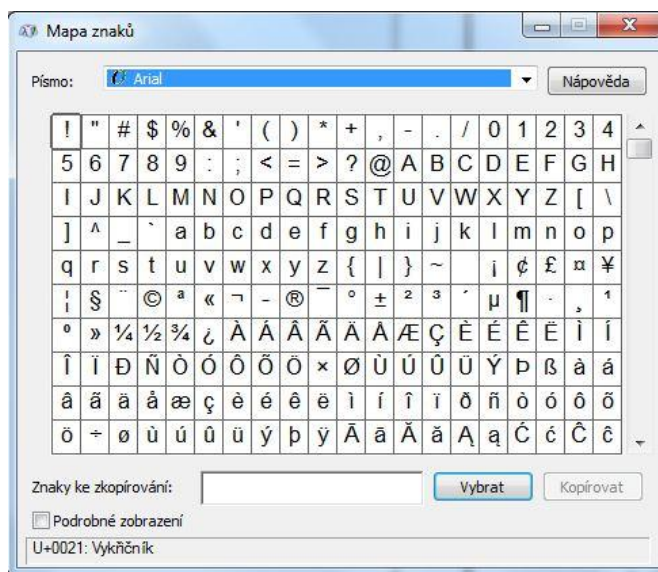 Mapa znaků
Písmo: Arial Nápověda
! " # $ % & ' ( ) * + , - . / 0 1 2 3 4
5 6 7 8 9 : ; < = > ? @ A B C D E F G H
I J K L M N O P Q R S T U V W X Y Z [ \
] ^ _ ` a b c d e f g h i j k l m n o p
q r s t u v w x y z { | } ~ ¡ ¢ £ ¤ ¥
¦ § ¨ © ª « ¬ - ® ¯ ° ± ² ³ ´ µ ¶ · ¸ ¹
º » ¼ ½ ¾ ¿ À Á Â Ã Ä Å Æ Ç È É Ê Ë Ì Í
Î Ï Ð Ñ Ò Ó Ô Õ Ö × Ø Ù Ú Û Ü Ý Þ ß à á
â ã ä å æ ç è é ê ë ì í î ï ð ñ ò ó ô õ
ö ÷ ø ù ú û ü ý þ ÿ Ā ā Ă ă Ą ą Ć ć Ĉ ĉ
Znaky ke zkopírování: Vybrat Kopírovat
Podrobné zobrazení
U+0021: Vykřičník